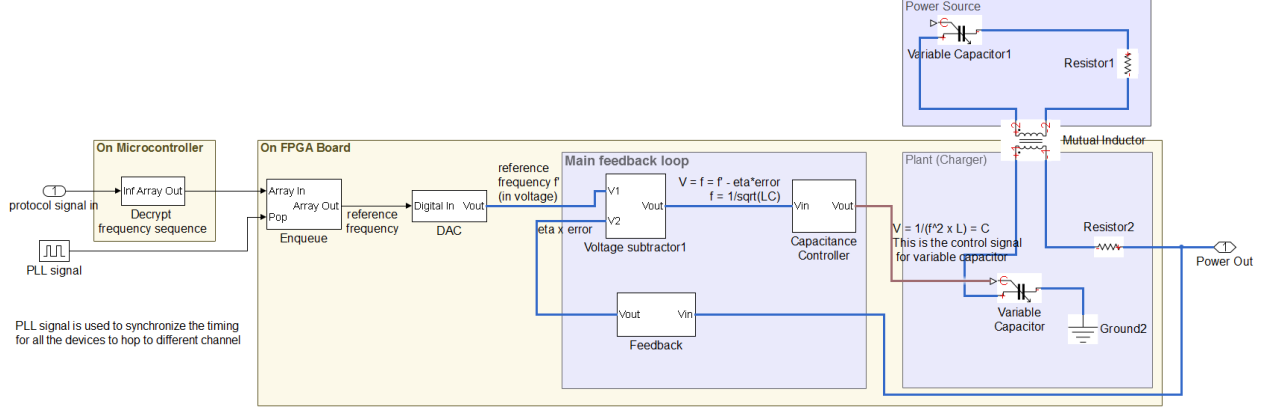 Power Source
Variable Capacitor1
Resistor1
Mutual Inductor
On Microcontroller
1
protocol signal in
Inf Array Out
Decrypt
frequency sequence
PLL signal
PLL signal is used to synchronize the timing
for all the devices to hop to different channel
On FPGA Board
Array In
Array Out
Pop
Enqueue
reference
frequency
Digital In Vout
DAC
reference
frequency f'
(in voltage)
Main feedback loop
V1
Vout
V2
eta x error
Voltage subtractor1
V = f = f' - eta*error
f = 1/sqrt(LC)
Vin Vout
Capacitance
Controller
Vout Vin
Feedback
Plant (Charger)
V = 1/(f^2 x L) = C
This is the control signal
for variable capacitor
Resistor2
Variable
Capacitor
Ground2
1
Power Out